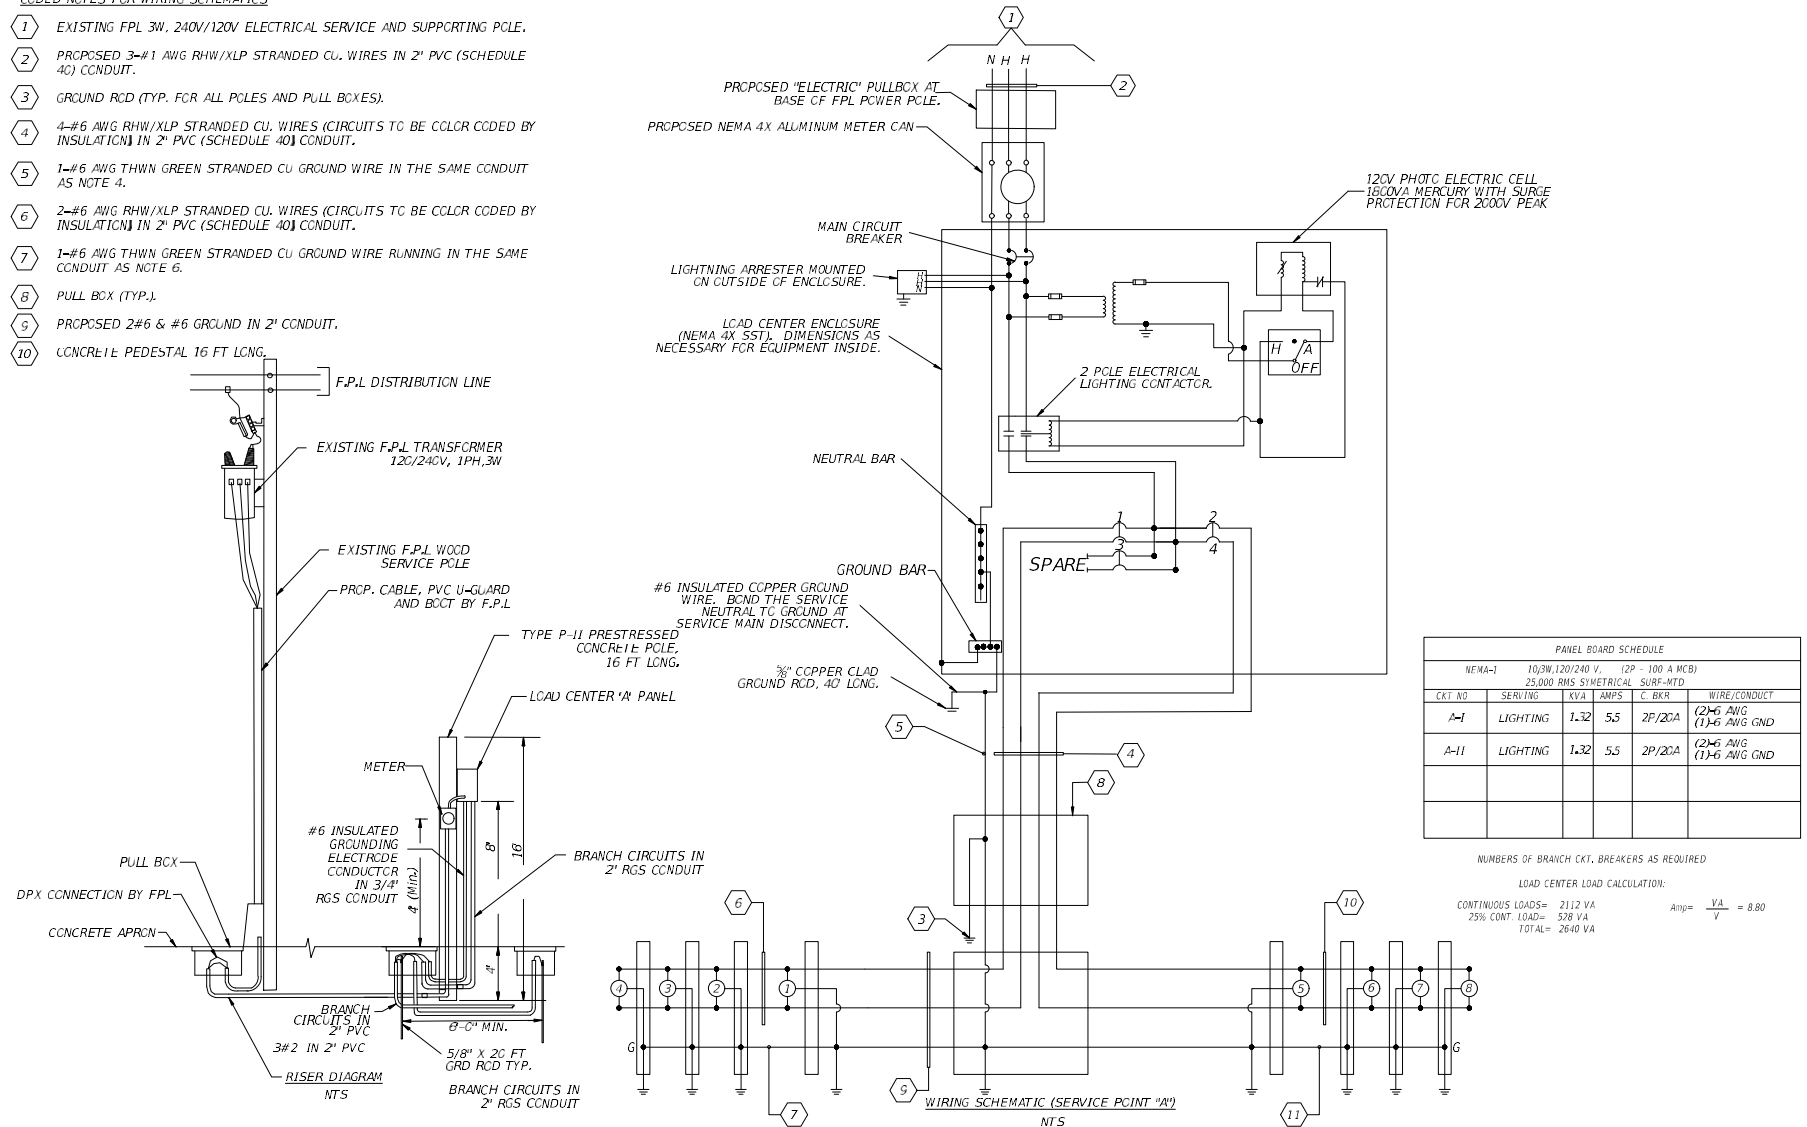 CODED NOTES FOR WIRING SCHEMATICS
1 EXISTING FPL 3W, 240V/120V ELECTRICAL SERVICE AND SUPPORTING POLE.
2 PROPOSED 3-#1 AWG RHW/XLP STRANDED CU. WIRES IN 2" PVC (SCHEDULE
40) CONDUIT.
3 GROUND ROD (TYP. FOR ALL POLES AND PULL BOXES).
4 4-#6 AWG RHW/XLP STRANDED CU. WIRES (CIRCUITS TO BE COLOR CODED BY
INSULATION) IN 2" PVC (SCHEDULE 40) CONDUIT.
5 1-#6 AWG THWN GREEN STRANDED CU GROUND WIRE IN THE SAME CONDUIT
AS NOTE 4.
6 2-#6 AWG RHW/XLP STRANDED CU. WIRES (CIRCUITS TO BE COLOR CODED BY
INSULATION) IN 2" PVC (SCHEDULE 40) CONDUIT.
7 1-#6 AWG THWN GREEN STRANDED CU GROUND WIRE RUNNING IN THE SAME
CONDUIT AS NOTE 6.
8 PULL BOX (TYP.).
9 PROPOSED 2#6 & #6 GROUND IN 2" CONDUIT.
10 CONCRETE PEDESTAL 16 FT LONG.
F.P.L DISTRIBUTION LINE
EXISTING F.P.L TRANSFORMER
120/240V, 1PH,3W
EXISTING F.P.L WOOD
SERVICE POLE
PROP. CABLE, PVC U-GUARD
AND BOOT BY F.P.L
TYPE P-II PRESTRESSED
CONCRETE POLE,
16 FT LONG.
LOAD CENTER 'A' PANEL
METER
#6 INSULATED
GROUNDING
ELECTRODE
CONDUCTOR
IN 3/4"
RGS CONDUIT
4' (Min.)
8'
16'
4'
BRANCH CIRCUITS IN
2" RGS CONDUIT
PULL BOX
DPX CONNECTION BY FPL
CONCRETE APRON
BRANCH
CIRCUITS IN
2" PVC
3#2 IN 2" PVC
6'-0" MIN.
5/8" X 20 FT
GRD ROD TYP.
RISER DIAGRAM
NTS
BRANCH CIRCUITS IN
2" RGS CONDUIT
1
N H H
PROPOSED "ELECTRIC" PULLBOX AT
BASE OF FPL POWER POLE.
2
PROPOSED NEMA 4X ALUMINUM METER CAN
120V PHOTO ELECTRIC CELL
1800VA MERCURY WITH SURGE
PROTECTION FOR 2000V PEAK
MAIN CIRCUIT
BREAKER
LIGHTNING ARRESTER MOUNTED
ON OUTSIDE OF ENCLOSURE.
H
H
N
LOAD CENTER ENCLOSURE
(NEMA 4X SST). DIMENSIONS AS
NECESSARY FOR EQUIPMENT INSIDE.
H A
OFF
2 POLE ELECTRICAL
LIGHTING CONTACTOR.
NEUTRAL BAR
1 2
3 4
SPARE
GROUND BAR
#6 INSULATED COPPER GROUND
WIRE. BOND THE SERVICE
NEUTRAL TO GROUND AT
SERVICE MAIN DISCONNECT.
5/8" COPPER CLAD
GROUND ROD, 40' LONG.
5
4
8
6
10
3
4 3 2 1
5 6 7 8
G
G
7
9
11
WIRING SCHEMATIC (SERVICE POINT "A")
NTS
PANEL BOARD SCHEDULE
NEMA-1 10/3W,120/240 V, (2P - 100 A MCB)
25,000 RMS SYMETRICAL SURF-MTD
CKT NO SERVING KVA AMPS C. BKR WIRE/CONDUCT
A-I LIGHTING 1.32 5.5 2P/20A (2)-6 AWG
(1)-6 AWG GND
A-II LIGHTING 1.32 5.5 2P/20A (2)-6 AWG
(1)-6 AWG GND
NUMBERS OF BRANCH CKT. BREAKERS AS REQUIRED
LOAD CENTER LOAD CALCULATION:
CONTINUOUS LOADS= 2112 VA
25% CONT. LOAD= 528 VA
TOTAL= 2640 VA
Amp= VA / V = 8.80